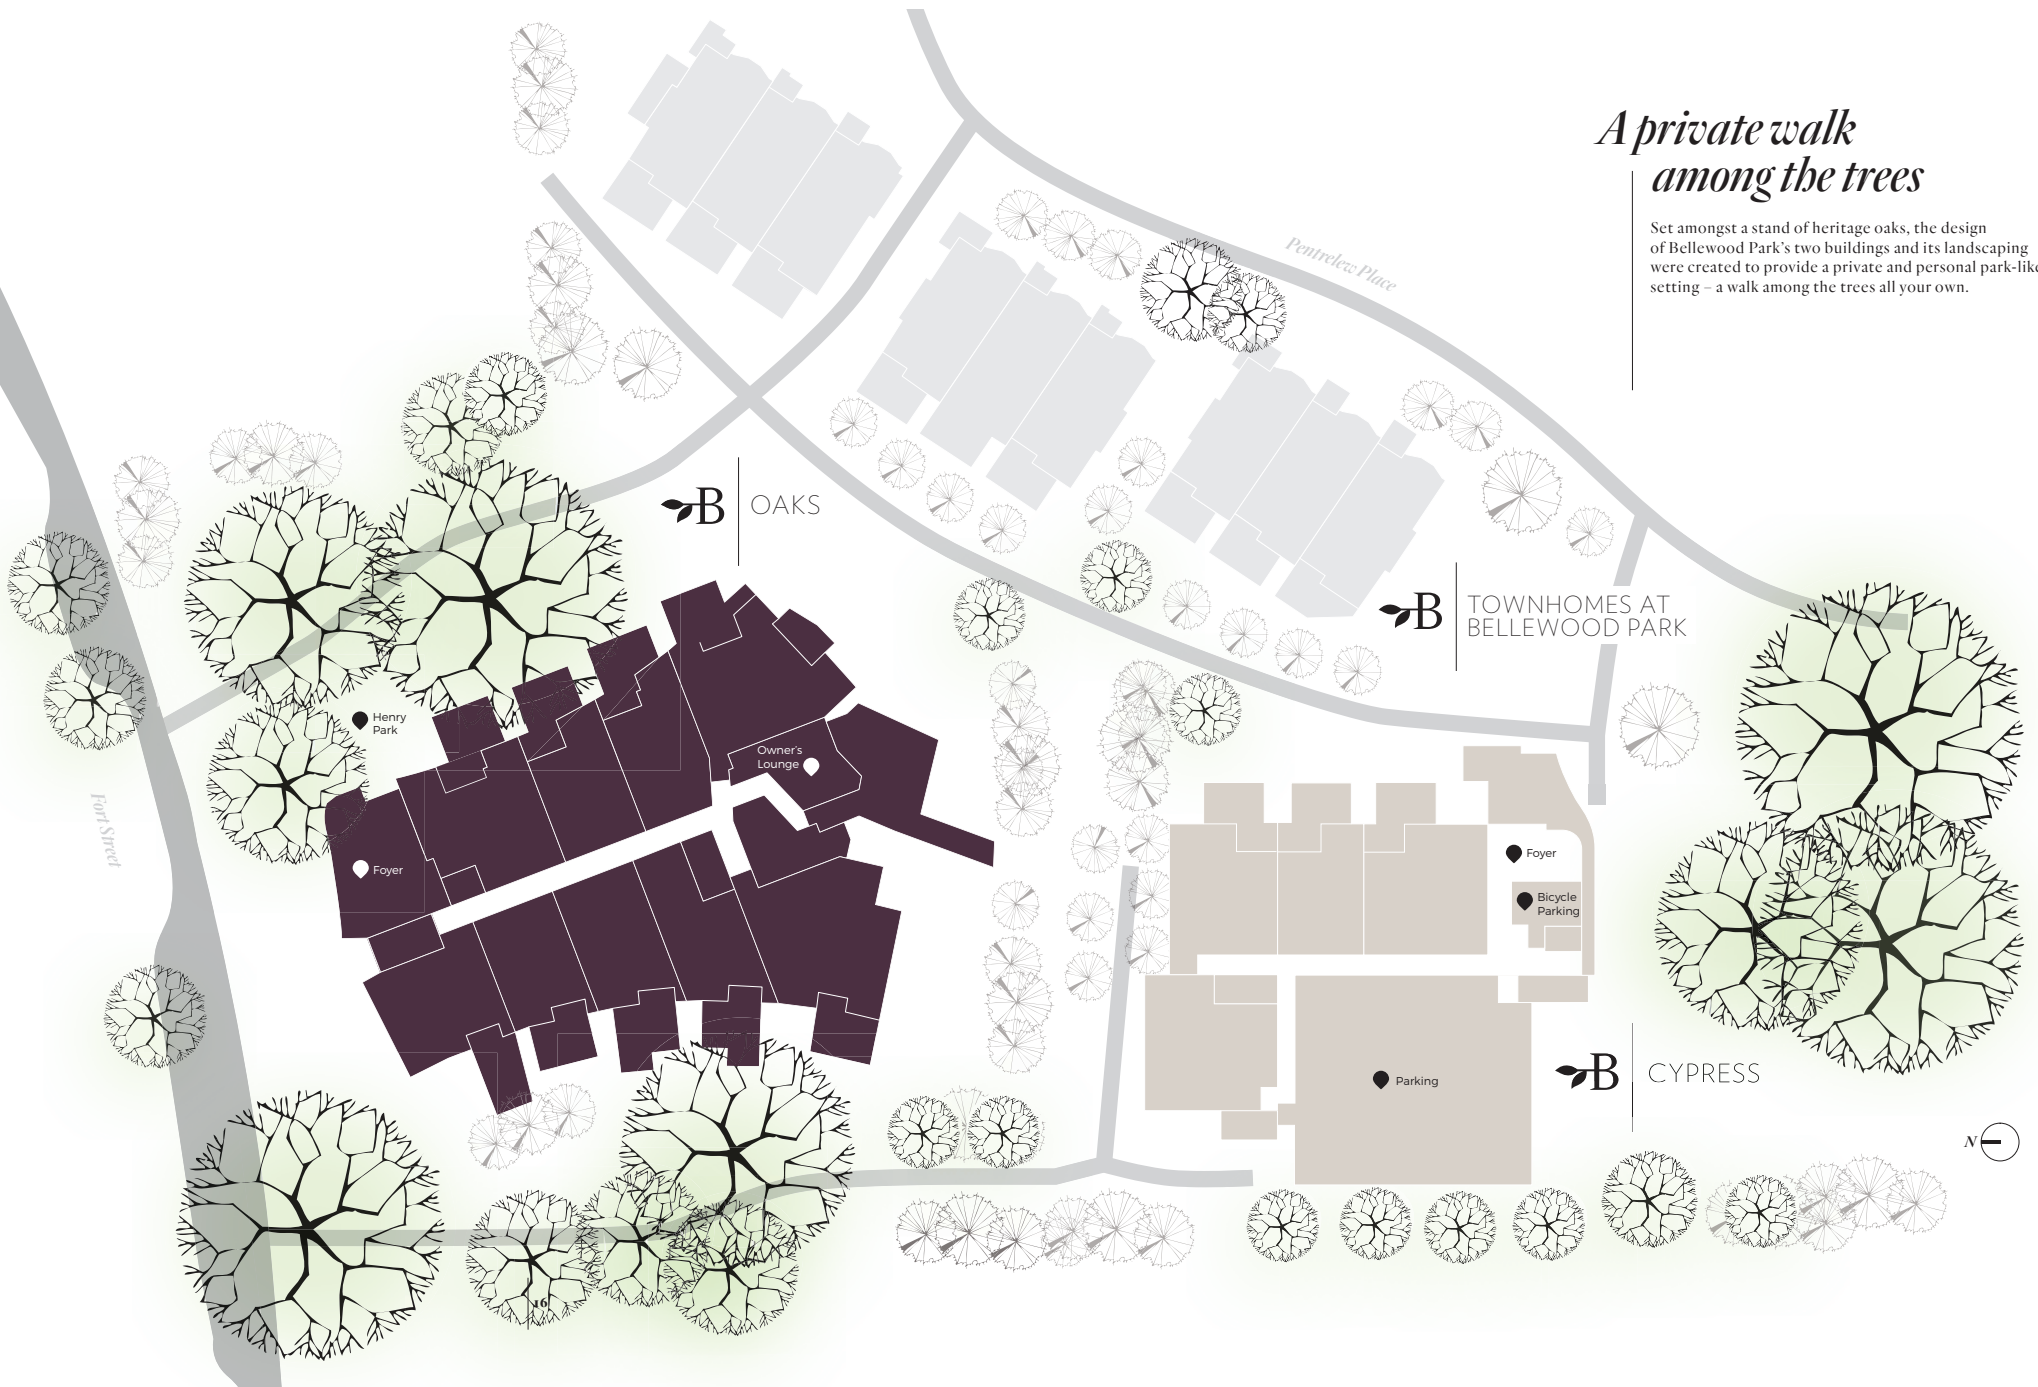 A private walk
among the trees
Set amongst a stand of heritage oaks, the design
of Bellewood Park's two buildings and its landscaping
were created to provide a private and personal park-like
setting – a walk among the trees all your own.
Pentrelew Place
B
OAKS
B
TOWNHOMES AT
BELLEWOOD PARK
Henry
Park
Owner's
Lounge
Fort Street
Foyer
Foyer
Bicycle
Parking
Parking
B
CYPRESS
N
16